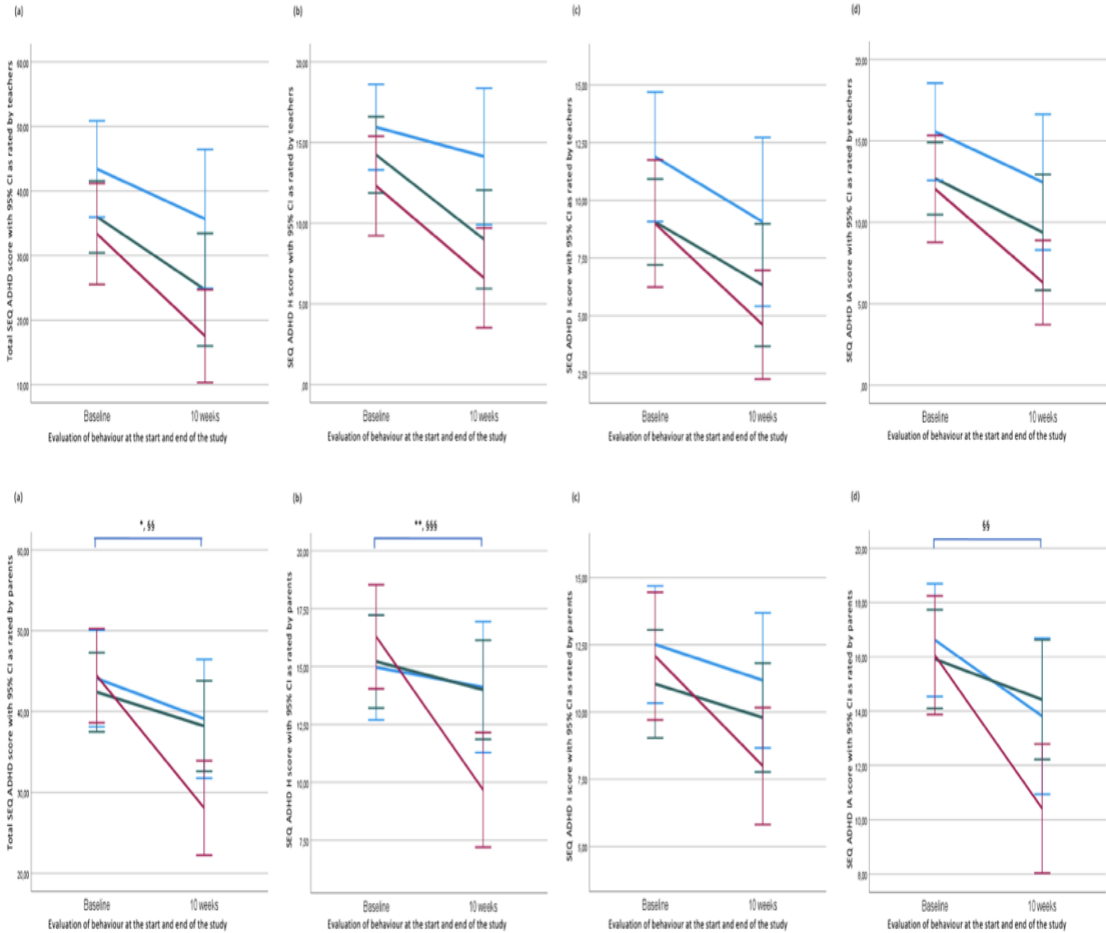 (a)
Total SEQ ADHD score with 95% CI as rated by teachers
60,00
50,00
40,00
30,00
20,00
10,00
Baseline 10 weeks
Evaluation of behaviour at the start and end of the study
(b)
SEQ ADHD H score with 95% CI as rated by teachers
20,00
15,00
10,00
5,00
,00
Baseline 10 weeks
Evaluation of behaviour at the start and end of the study
(c)
SEQ ADHD I score with 95% CI as rated by teachers
15,00
12,50
10,00
7,50
5,00
2,50
Baseline 10 weeks
Evaluation of behaviour at the start and end of the study
(d)
SEQ ADHD IA score with 95% CI as rated by teachers
20,00
15,00
10,00
5,00
,00
Baseline 10 weeks
Evaluation of behaviour at the start and end of the study
(a)
*, §§
Total SEQ ADHD score with 95% CI as rated by parents
60,00
50,00
40,00
30,00
20,00
Baseline 10 weeks
Evaluation of behaviour at the start and end of the study
(b)
**, §§§
SEQ ADHD H score with 95% CI as rated by parents
20,00
17,50
15,00
12,50
10,00
7,50
Baseline 10 weeks
Evaluation of behaviour at the start and end of the study
(c)
SEQ ADHD I score with 95% CI as rated by parents
15,00
12,50
10,00
7,50
5,00
Baseline 10 weeks
Evaluation of behaviour at the start and end of the study
(d)
§§
SEQ ADHD IA score with 95% CI as rated by parents
20,00
18,00
16,00
14,00
12,00
10,00
8,00
Baseline 10 weeks
Evaluation of behaviour at the start and end of the study